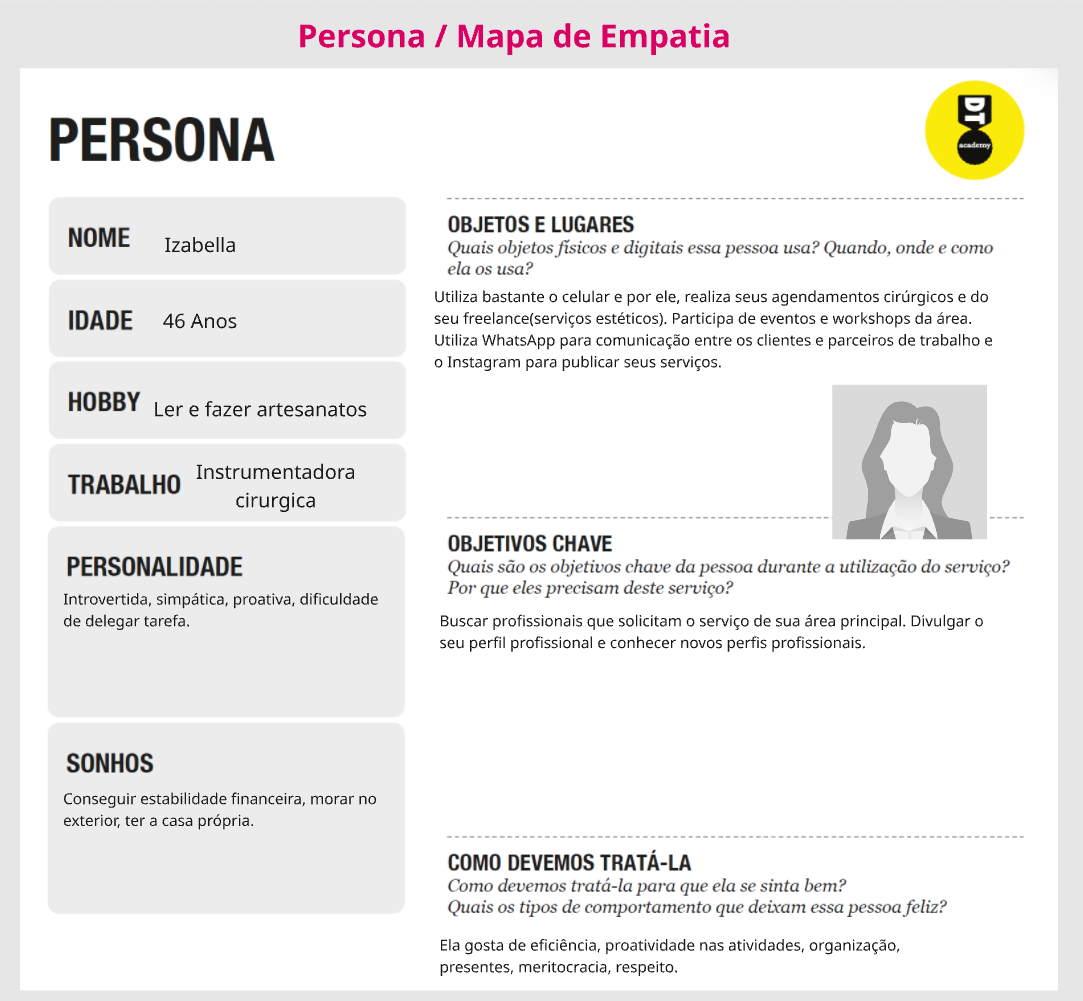 Persona / Mapa de Empatia
PERSONA
DT
academy
NOME Izabella
IDADE 46 Anos
HOBBY Ler e fazer artesanatos
TRABALHO Instrumentadora
cirurgica
PERSONALIDADE
Introvertida, simpática, proativa, dificuldade
de delegar tarefa.
SONHOS
Conseguir estabilidade financeira, morar no
exterior, ter a casa própria.
OBJETOS E LUGARES
Quais objetos físicos e digitais essa pessoa usa? Quando, onde e como
ela os usa?
Utiliza bastante o celular e por ele, realiza seus agendamentos cirúrgicos e do
seu freelance(serviços estéticos). Participa de eventos e workshops da área.
Utiliza WhatsApp para comunicação entre os clientes e parceiros de trabalho e
o Instagram para publicar seus serviços.
OBJETIVOS CHAVE
Quais são os objetivos chave da pessoa durante a utilização do serviço?
Por que eles precisam deste serviço?
Buscar profissionais que solicitam o serviço de sua área principal. Divulgar o
seu perfil profissional e conhecer novos perfis profissionais.
COMO DEVEMOS TRATÁ-LA
Como devemos tratá-la para que ela se sinta bem?
Quais os tipos de comportamento que deixam essa pessoa feliz?
Ela gosta de eficiência, proatividade nas atividades, organização,
presentes, meritocracia, respeito.